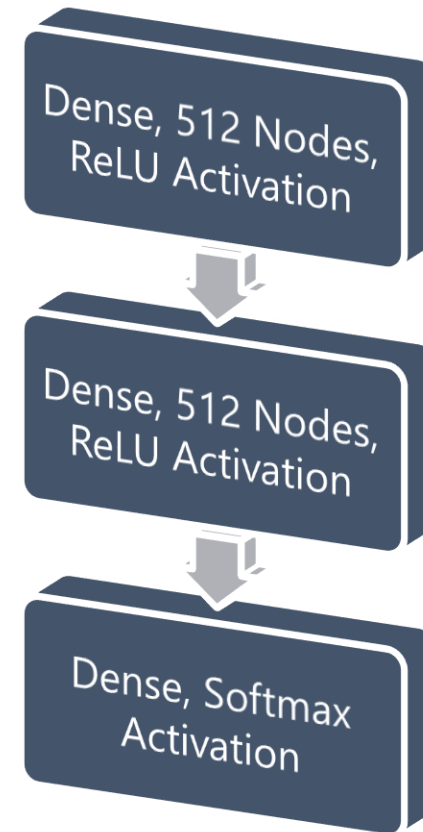 Dense, 512 Nodes,
ReLU Activation
Dense, 512 Nodes,
ReLU Activation
Dense, Softmax
Activation